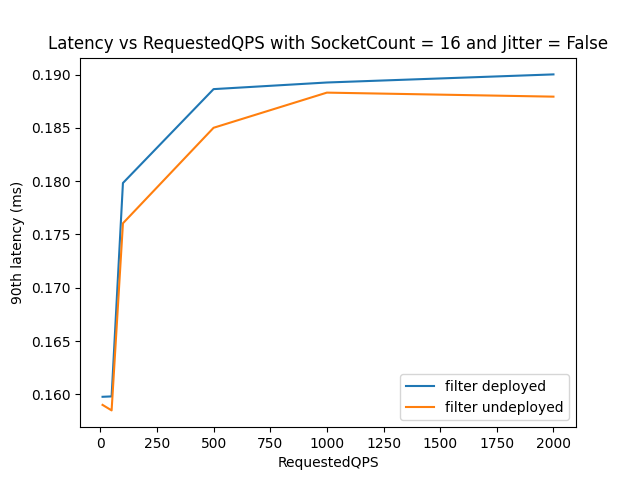 Latency vs RequestedQPS with SocketCount = 16 and Jitter = False
0.190
0.185
0.180
0.175
0.170
0.165
0.160
90th latency (ms)
filter deployed
filter undeployed
0 250 500 750 1000 1250 1500 1750 2000
RequestedQPS